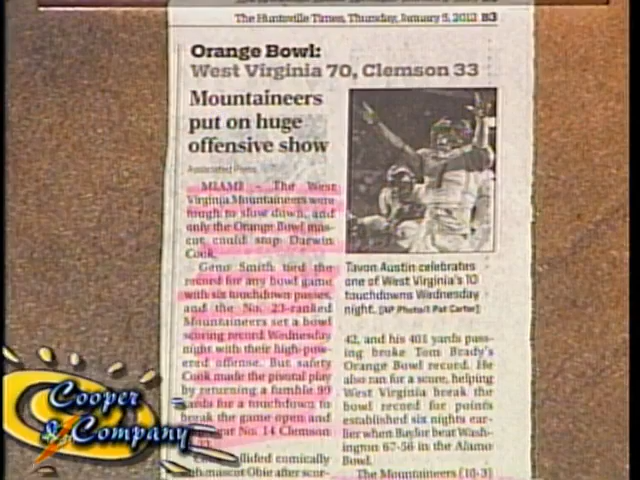 The Huntsville Times, Thursday, January 5, 2012 B3
Orange Bowl:
West Virginia 70, Clemson 33
Mountaineers
put on huge
offensive show
Associated Press
MIAMI - The West
Virginia Mountaineers were
tough to slow down, and
only the Orange Bowl mas-
cot could stop Darwin
Cook.
Geno Smith tied the
record for any bowl game
with six touchdown passes,
and the No. 23-ranked
Mountaineers set a bowl
scoring record Wednesday
night with their high-pow-
ered offense. But safety
Cook made the pivotal play
by returning a fumble 99
yards for a touchdown to
break the game open and
No. 14 Clemson
collided comically
mascot Obie after scor-
Tavon Austin celebrates
one of West Virginia's 10
touchdowns Wednesday
night. [AP Photo/J Pat Carter]
42, and his 401 yards pass-
ing broke Tom Brady's
Orange Bowl record. He
also ran for a score, helping
West Virginia break the
bowl record for points
established six nights ear-
lier when Baylor beat Wash-
ington 67-56 in the Alamo
Bowl.
The Mountaineers (10-3)
Cooper
& Company